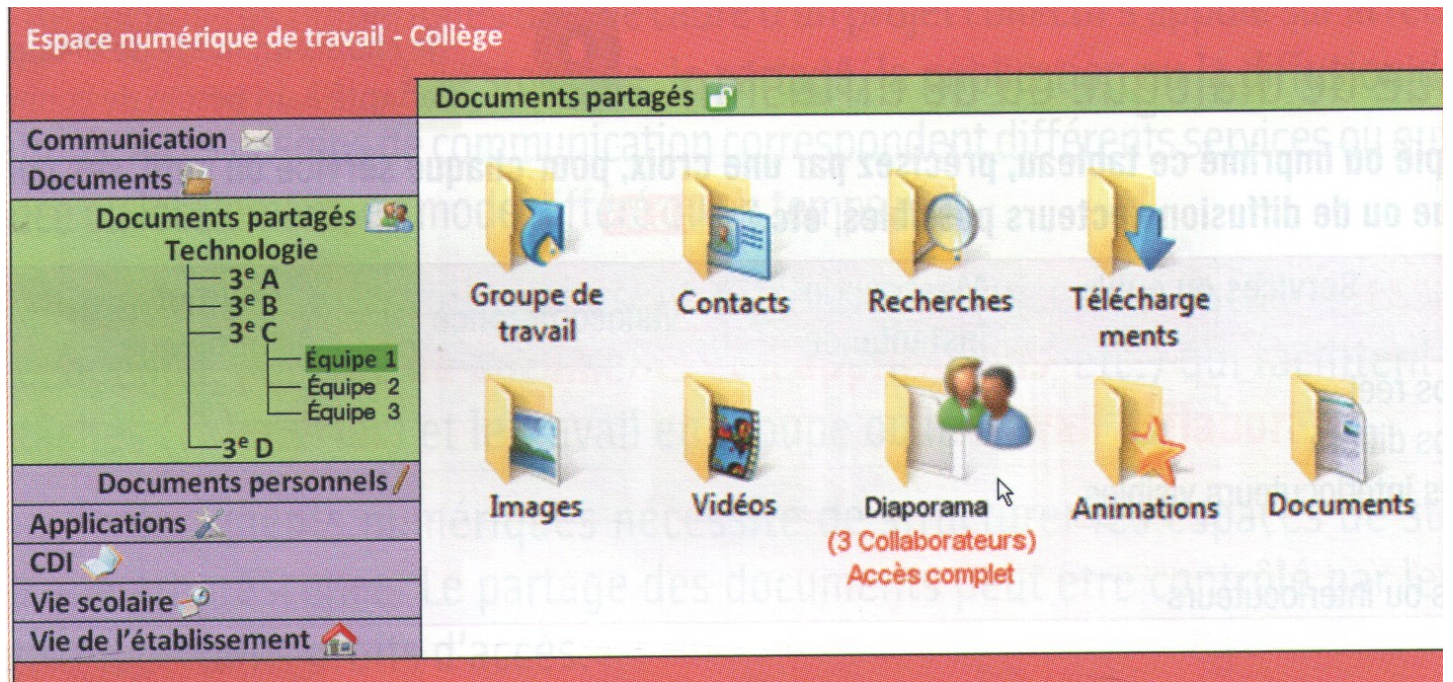 Espace numérique de travail - Collège
Documents partagés
Communication
Documents
Documents partagés
Technologie
3e A
3e B
3e C
Équipe 1
Équipe 2
Équipe 3
3e D
Documents personnels
Applications
CDI
Vie scolaire
Vie de l'établissement
Groupe de
travail
Contacts
Recherches
Télécharge
ments
Images
Vidéos
Diaporama
(3 Collaborateurs)
Accès complet
Animations
Documents